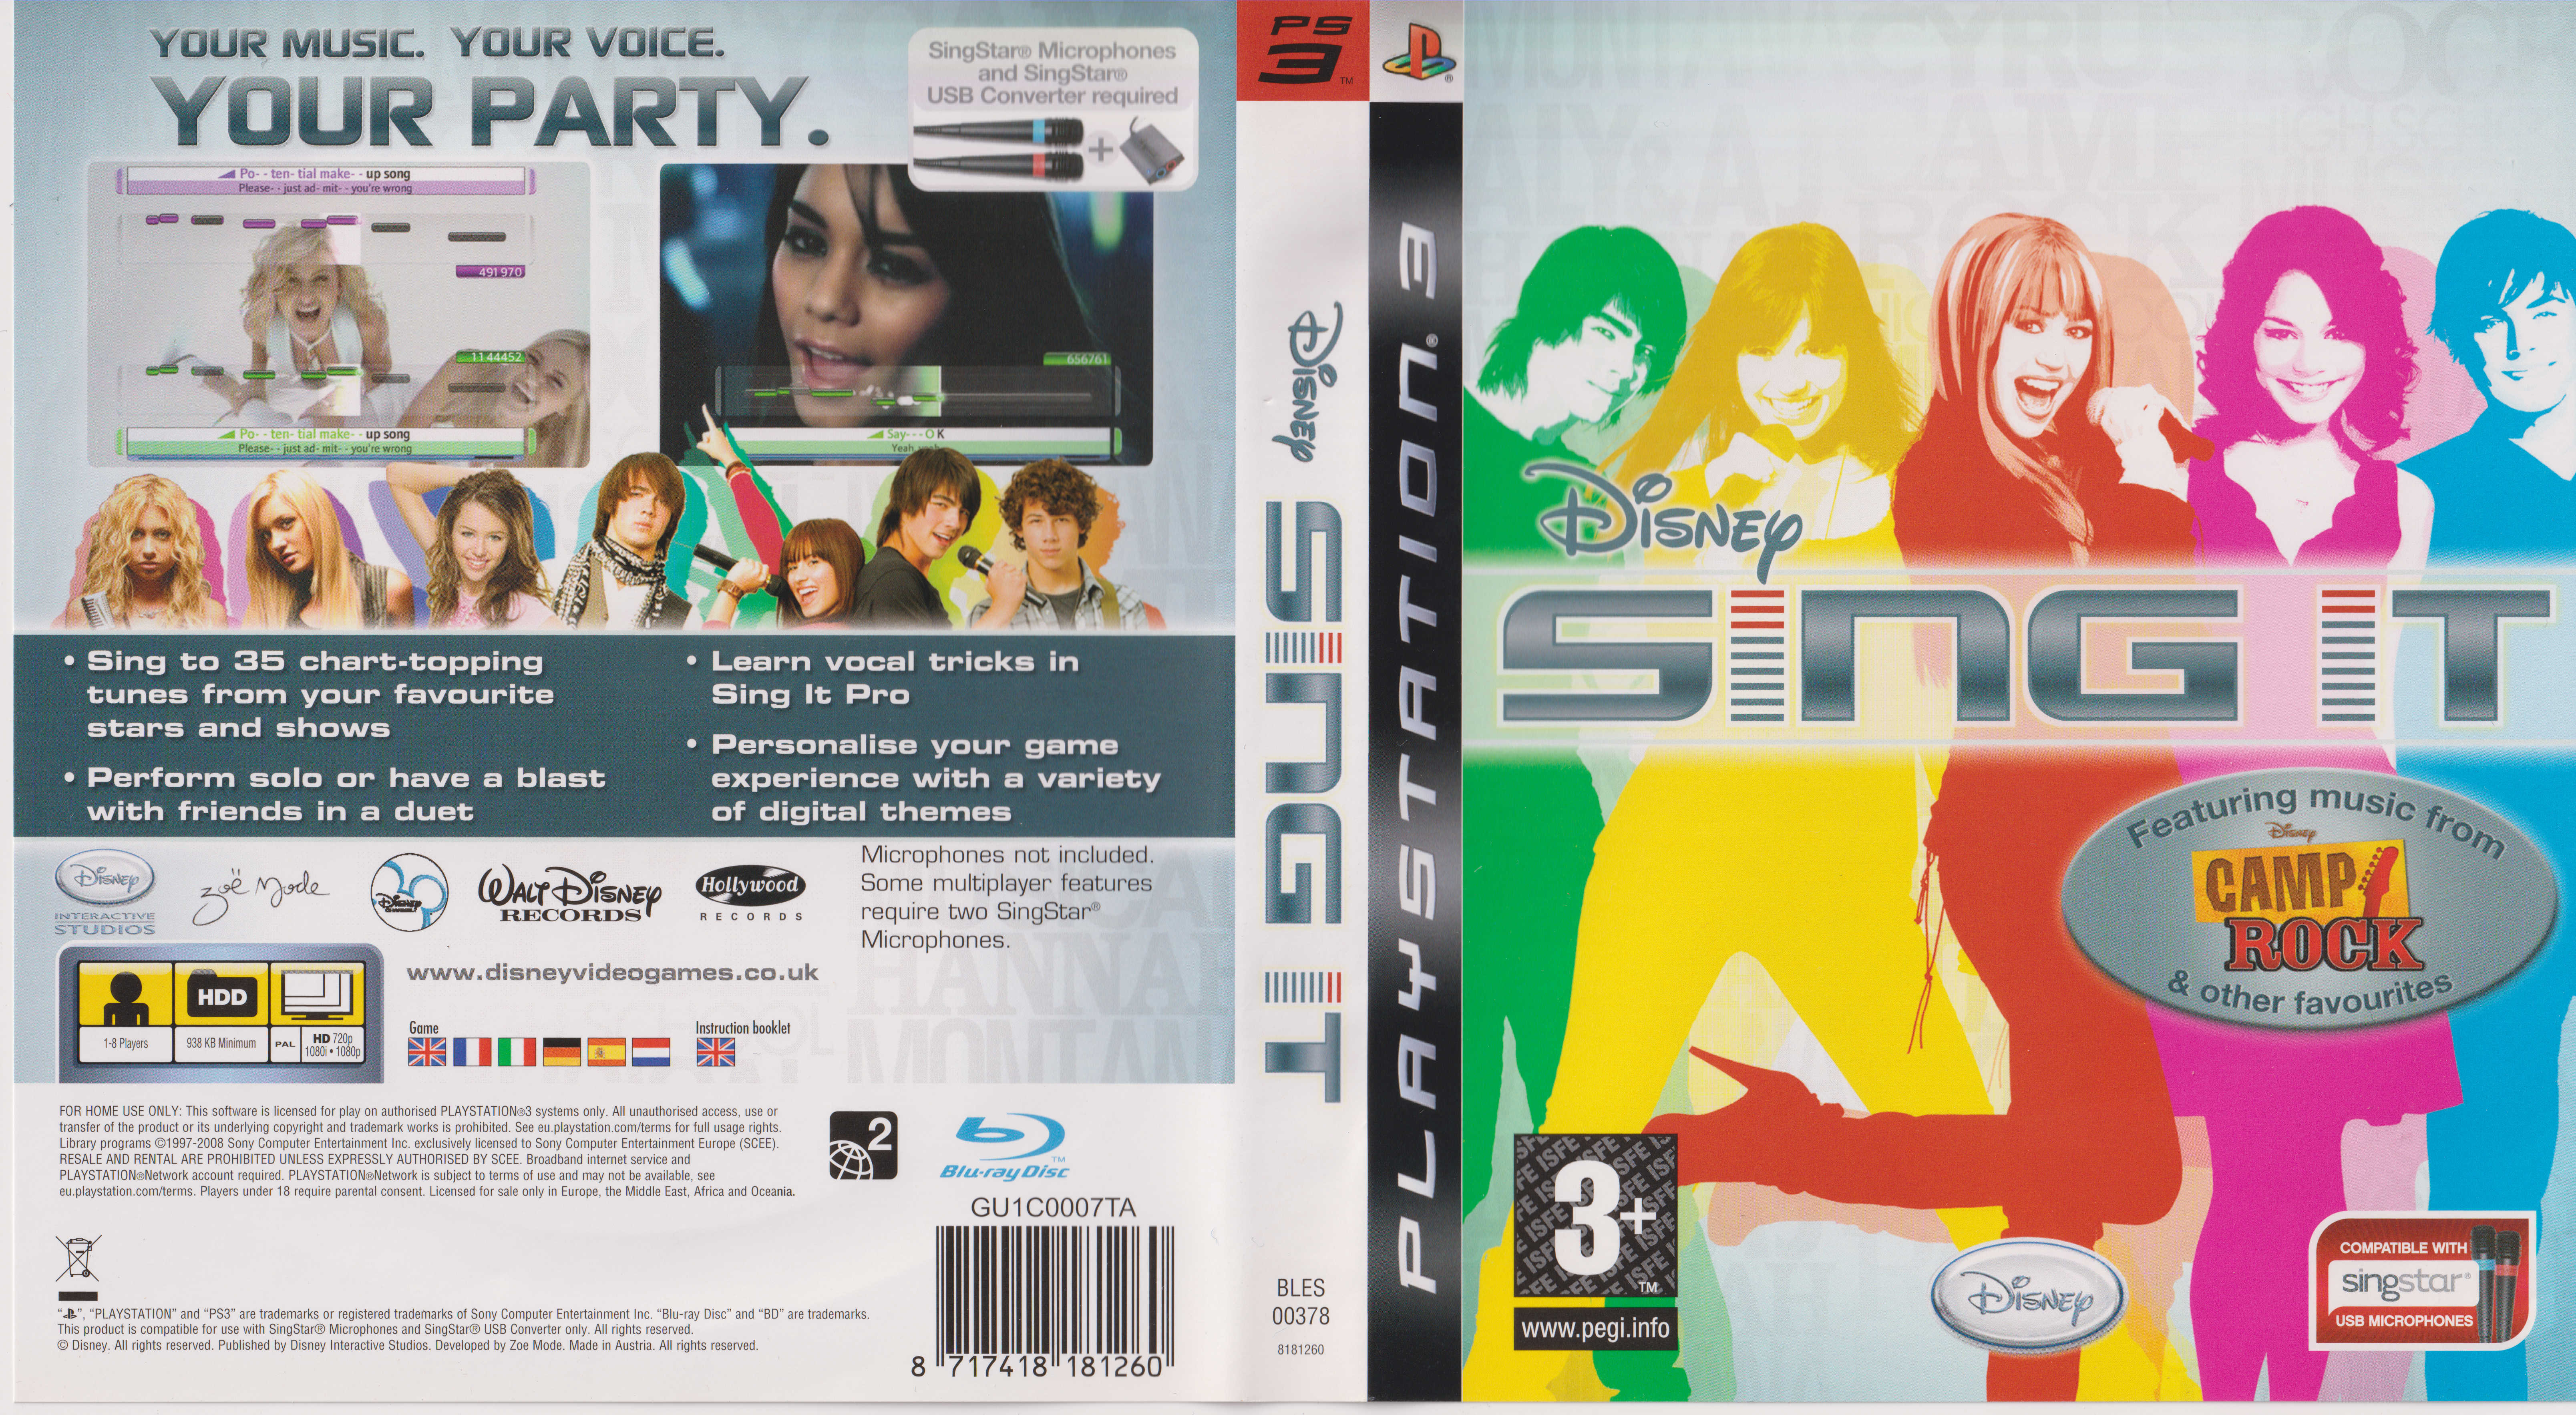 YOUR MUSIC. YOUR VOICE.
YOUR PARTY.
SingStar® Microphones
and SingStar®
USB Converter required
+
Po- - ten- tial make- - up song
Please- - just ad- mit- - you're wrong
491970
1144452
Po- - ten- tial make- - up song
Please- - just ad- mit- - you're wrong
656761
Say- - - O K
Yeah
• Sing to 35 chart-topping
tunes from your favourite
stars and shows
• Perform solo or have a blast
with friends in a duet
• Learn vocal tricks in
Sing It Pro
• Personalise your game
experience with a variety
of digital themes
Disney
INTERACTIVE
STUDIOS
zoë mode
Disney
CHANNEL
WALT DISNEY
RECORDS
Hollywood
RECORDS
Microphones not included.
Some multiplayer features
require two SingStar®
Microphones.
www.disneyvideogames.co.uk
HDD
1-8 Players
938 KB Minimum
PAL
HD 720p
1080i • 1080p
Game
Instruction booklet
FOR HOME USE ONLY: This software is licensed for play on authorised PLAYSTATION®3 systems only. All unauthorised access, use or
transfer of the product or its underlying copyright and trademark works is prohibited. See eu.playstation.com/terms for full usage rights.
Library programs ©1997-2008 Sony Computer Entertainment Inc. exclusively licensed to Sony Computer Entertainment Europe (SCEE).
RESALE AND RENTAL ARE PROHIBITED UNLESS EXPRESSLY AUTHORISED BY SCEE. Broadband internet service and
PLAYSTATION®Network account required. PLAYSTATION®Network is subject to terms of use and may not be available, see
eu.playstation.com/terms. Players under 18 require parental consent. Licensed for sale only in Europe, the Middle East, Africa and Oceania.
2
Blu-ray Disc™
GU1C0007TA
8 717418 181260
", "PLAYSTATION" and "PS3" are trademarks or registered trademarks of Sony Computer Entertainment Inc. "Blu-ray Disc" and "BD" are trademarks.
This product is compatible for use with SingStar® Microphones and SingStar® USB Converter only. All rights reserved.
© Disney. All rights reserved. Published by Disney Interactive Studios. Developed by Zoe Mode. Made in Austria. All rights reserved.
PS3™
DISNEY SING IT
BLES
00378
8181260
PLAYSTATION®3
DISNEY
SING IT
Featuring music from
DISNEY
CAMP
ROCK
& other favourites
3+™
www.pegi.info
DISNEY
COMPATIBLE WITH
singstar®
USB MICROPHONES